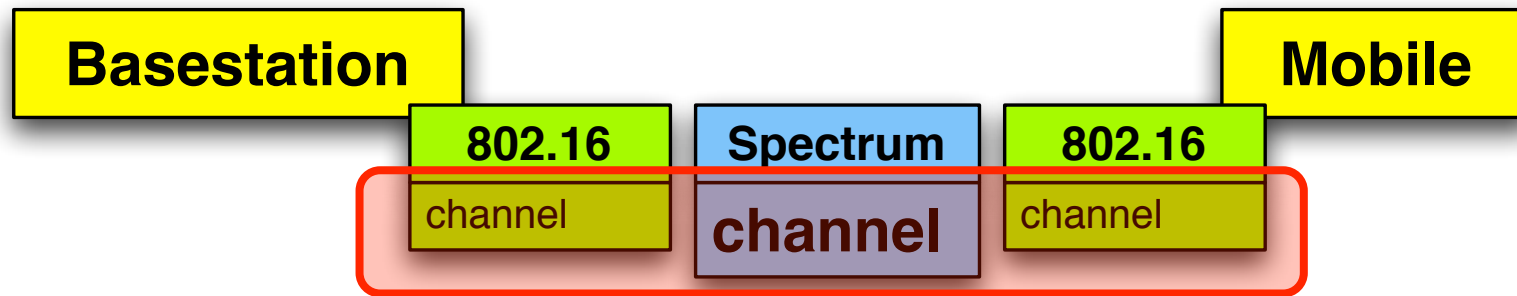 Basestation
Mobile
802.16
Spectrum
802.16
channel
channel
channel